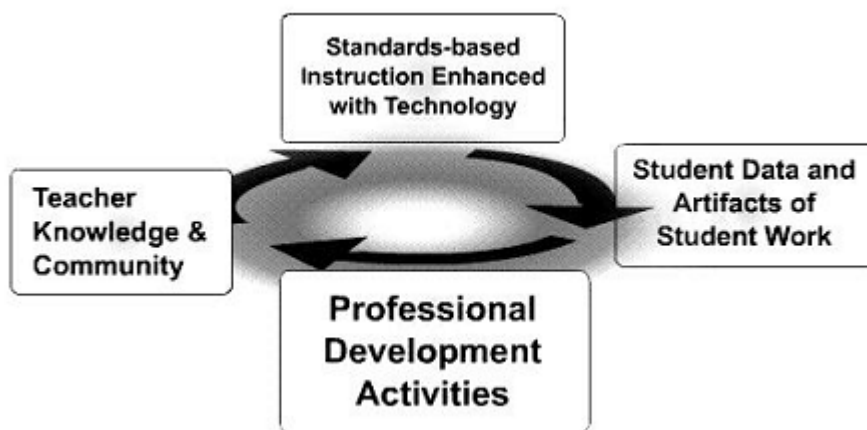 Standards-based
Instruction Enhanced
with Technology
Teacher
Knowledge &
Community
Student Data and
Artifacts of
Student Work
Professional
Development
Activities